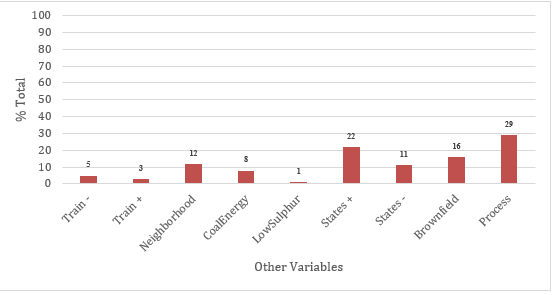 100
90
80
70
60
50
40
30
20
10
0
% Total
5
3
12
8
1
22
11
16
29
Train -
Train +
Neighborhood
CoalEnergy
LowSulphur
States +
States -
Brownfield
Process
Other Variables